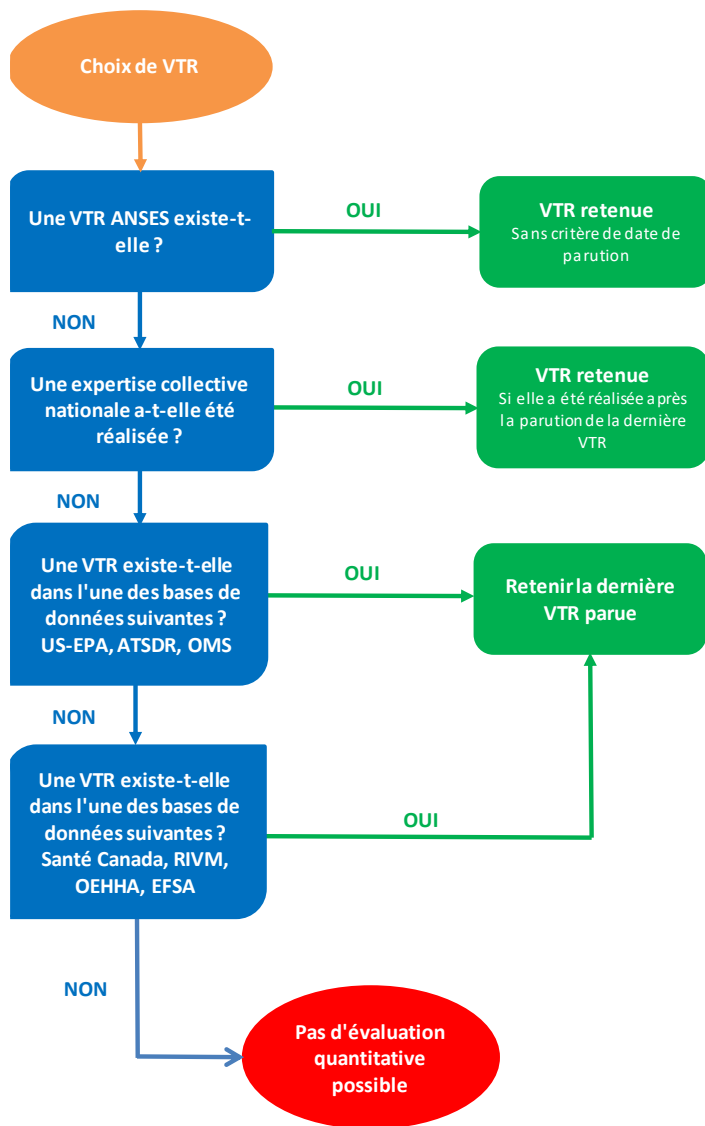 Choix de VTR
Une VTR ANSES existe-t-
elle ?
OUI
VTR retenue
Sans critère de date de
parution
NON
Une expertise collective
nationale a-t-elle été
réalisée ?
OUI
VTR retenue
Si elle a été réalisée après
la parution de la dernière
VTR
NON
Une VTR existe-t-elle
dans l'une des bases de
données suivantes ?
US-EPA, ATSDR, OMS
OUI
Retenir la dernière
VTR parue
NON
Une VTR existe-t-elle
dans l'une des bases de
données suivantes ?
Santé Canada, RIVM,
OEHHA, EFSA
OUI
NON
Pas d'évaluation
quantitative
possible